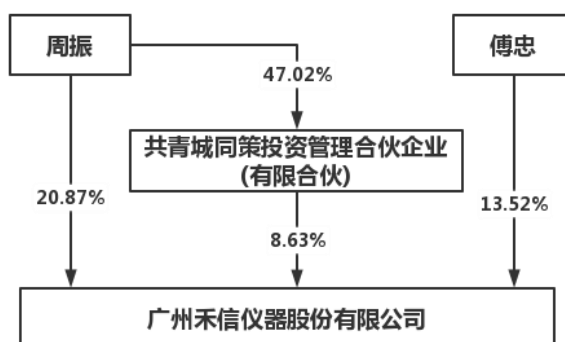 周振
傅忠
47.02%
共青城同策投资管理合伙企业
(有限合伙)
20.87%
13.52%
8.63%
广州禾信仪器股份有限公司